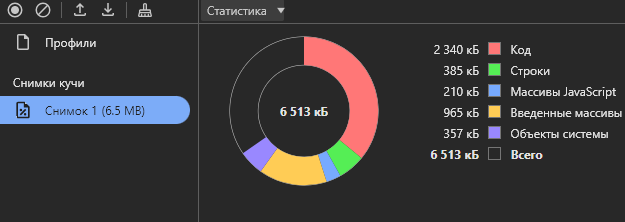 Статистика
Профили
Снимки кучи
Снимок 1 (6.5 MB)
6 513 кБ
2 340 кБ Код
385 кБ Строки
210 кБ Массивы JavaScript
965 кБ Введенные массивы
357 кБ Объекты системы
6 513 кБ Всего